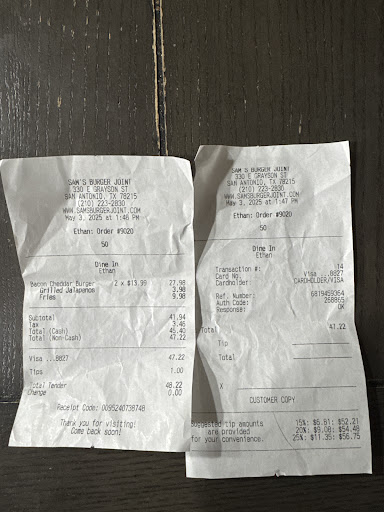 SAM'S BURGER JOINT
330 E GRAYSON ST
SAN ANTONIO, TX 78215
(210) 223-2830
WWW.SAMSBURGERJOINT.COM
May 3, 2025 at 1:46 PM
Ethan: Order #9020
50
Dine In
Ethan
Bacon Cheddar Burger 2 x $13.99 27.98
Grilled Jalapenos 3.98
Fries 9.98
Subtotal 41.94
Tax 3.46
Total (Cash) 45.40
Total (Non-Cash) 47.22
Visa ...8827 47.22
Tips 1.00
Total Tender 48.22
Change 0.00
Receipt Code: 0095240738748
Thank you for visiting!
Come back soon!
SAM'S BURGER JOINT
330 E GRAYSON ST
SAN ANTONIO, TX 78215
(210) 223-2830
WWW.SAMSBURGERJOINT.COM
May 3, 2025 at 1:47 PM
Ethan: Order #9020
50
Dine In
Ethan
Transaction #: 14
Card No. Visa ...8827
Cardholder CARDHOLDER/VISA
Ref. Number 6819459364
Auth Code: 268865
Response: OK
Total 47.22
Tip
Total
X
CUSTOMER COPY
Suggested tip amounts
are provided
for your convenience.
15%: $6.81: $52.21
20%: $9.08: $54.48
25%: $11.35: $56.75